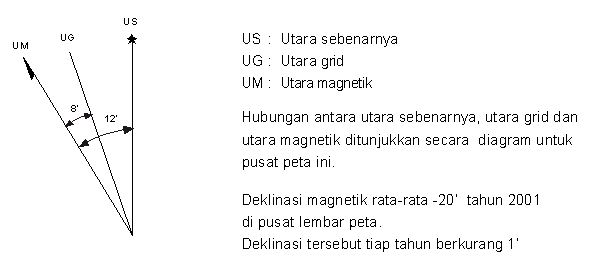 US
UG
UM
8'
12'
US : Utara sebenarnya
UG : Utara grid
UM : Utara magnetik
Hubungan antara utara sebenarnya, utara grid dan
utara magnetik ditunjukkan secara diagram untuk
pusat peta ini.
Deklinasi magnetik rata-rata -20' tahun 2001
di pusat lembar peta.
Deklinasi tersebut tiap tahun berkurang 1'